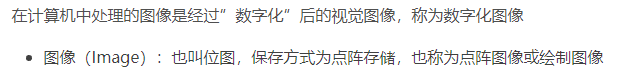 在计算机中处理的图像是经过”数字化”后的视觉图像，称为数字化图像
• 图像（Image）：也叫位图，保存方式为点阵存储，也称为点阵图像或绘制图像